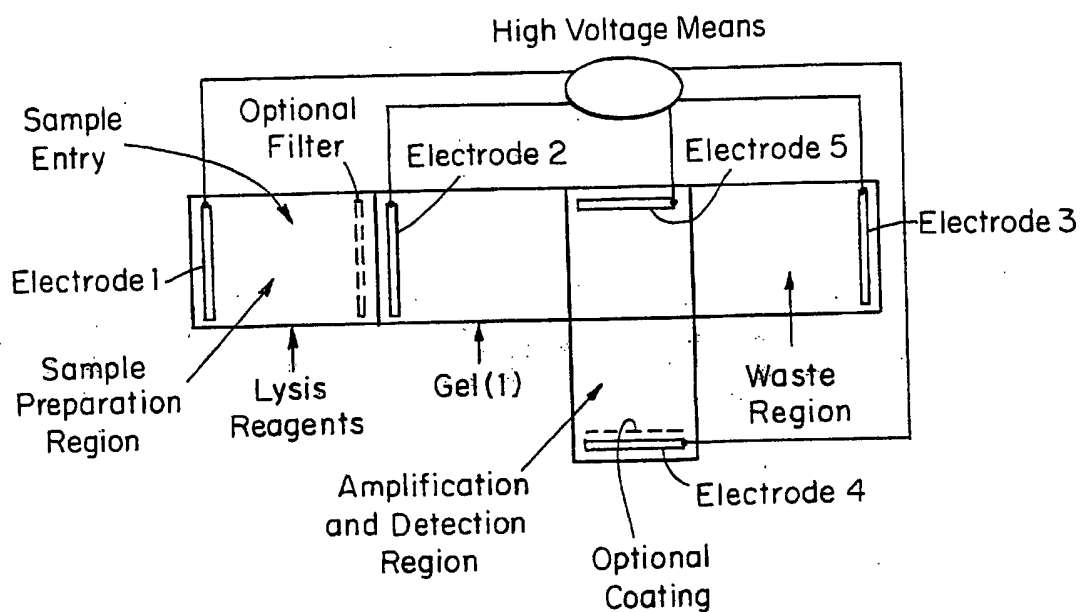 High Voltage Means
Sample
Entry
Optional
Filter
Electrode 2
Electrode 5
Electrode 3
Electrode 1
Sample
Preparation
Region
Lysis
Reagents
Gel (1)
Waste
Region
Amplification
and Detection
Region
Electrode 4
Optional
Coating